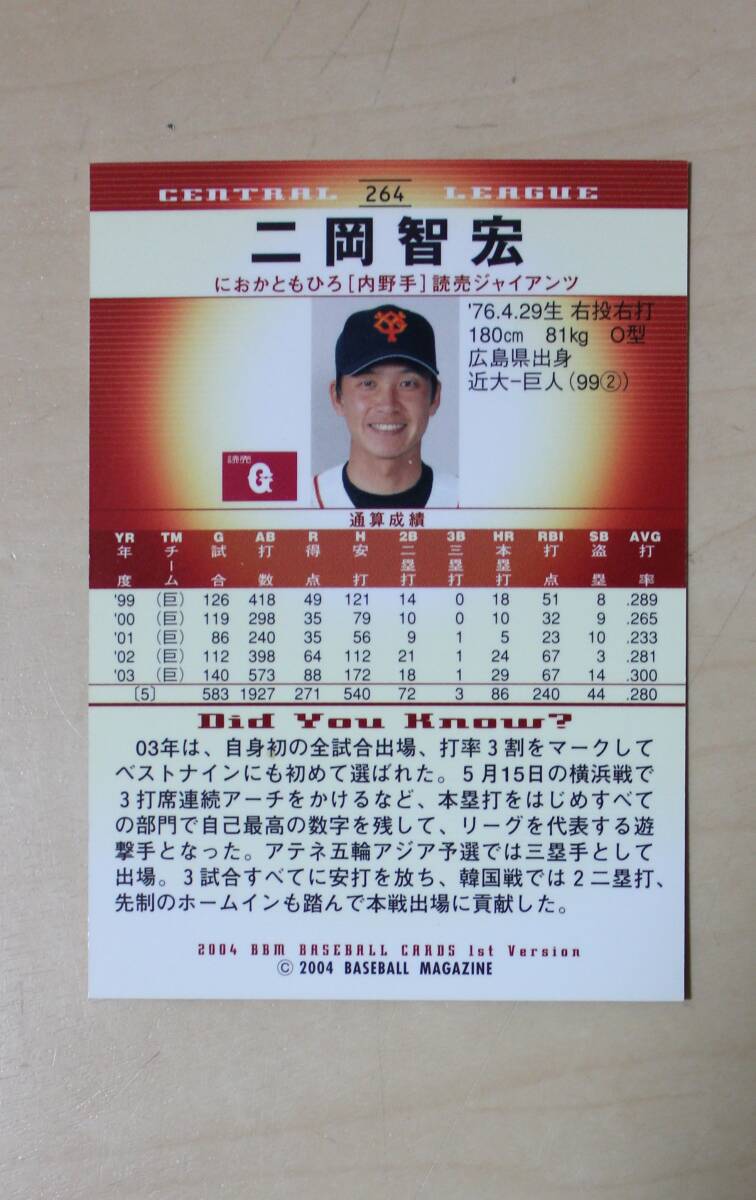 CENTRAL 264 LEAGUE
二岡智宏
におかともひろ［内野手］読売ジャイアンツ
'76.4.29生 右投右打
180cm 81kg O型
広島県出身
近大−巨人(99②)
読売
G
通算成績
YR TM G AB R H 2B 3B HR RBI SB AVG
年度 チーム 試合 打数 得点 安打 二塁打 三塁打 本塁打 打点 盗塁 打率
'99 (巨) 126 418 49 121 14 0 18 51 8 .289
'00 (巨) 119 298 35 79 10 0 10 32 9 .265
'01 (巨) 86 240 35 56 9 1 5 23 10 .233
'02 (巨) 112 398 64 112 21 1 24 67 3 .281
'03 (巨) 140 573 88 172 18 1 29 67 14 .300
〔5〕 583 1927 271 540 72 3 86 240 44 .280
Did You Know?
03年は、自身初の全試合出場、打率3割をマークして
ベストナインにも初めて選ばれた。5月15日の横浜戦で
3打席連続アーチをかけるなど、本塁打をはじめすべて
の部門で自己最高の数字を残して、リーグを代表する遊
撃手となった。アテネ五輪アジア予選では三塁手として
出場。3試合すべてに安打を放ち、韓国戦では2二塁打、
先制のホームインも踏んで本戦出場に貢献した。
2004 BBM BASEBALL CARDS 1st Version
© 2004 BASEBALL MAGAZINE